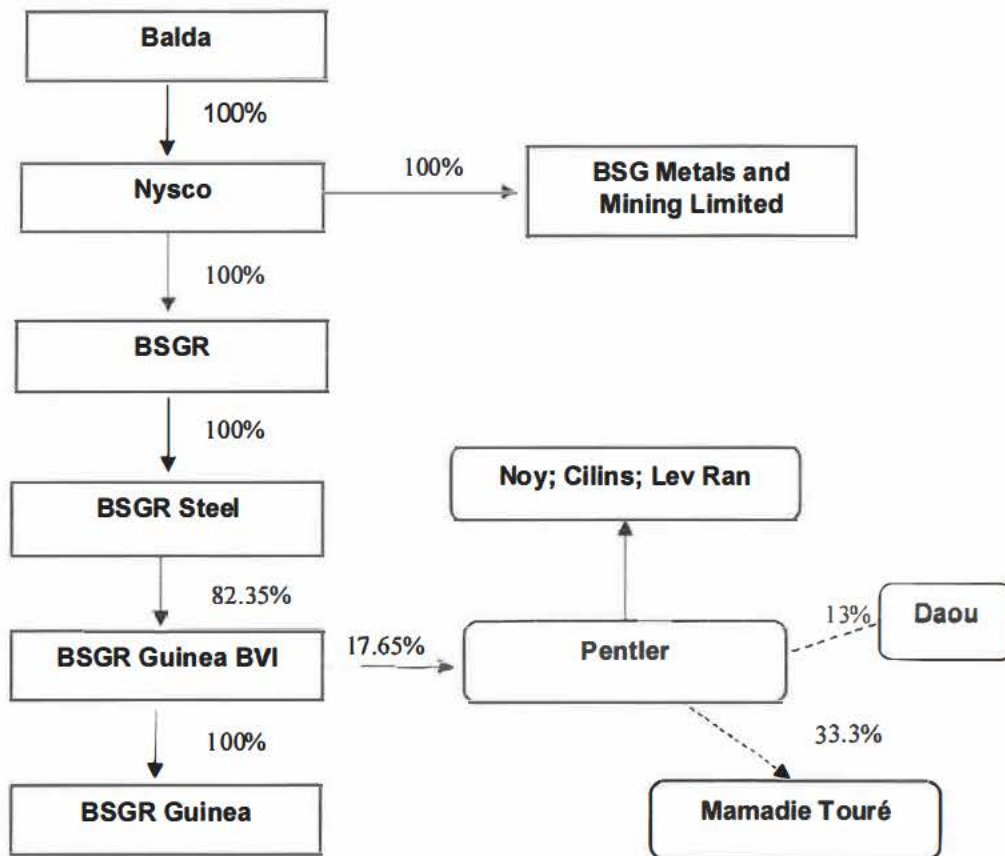 Balda
100%
Nysco
100%
BSG Metals and
Mining Limited
100%
BSGR
100%
BSGR Steel
Noy; Cilins; Lev Ran
82.35%
13%
Daou
BSGR Guinea BVI
17.65%
Pentler
100%
33.3%
BSGR Guinea
Mamadie Touré